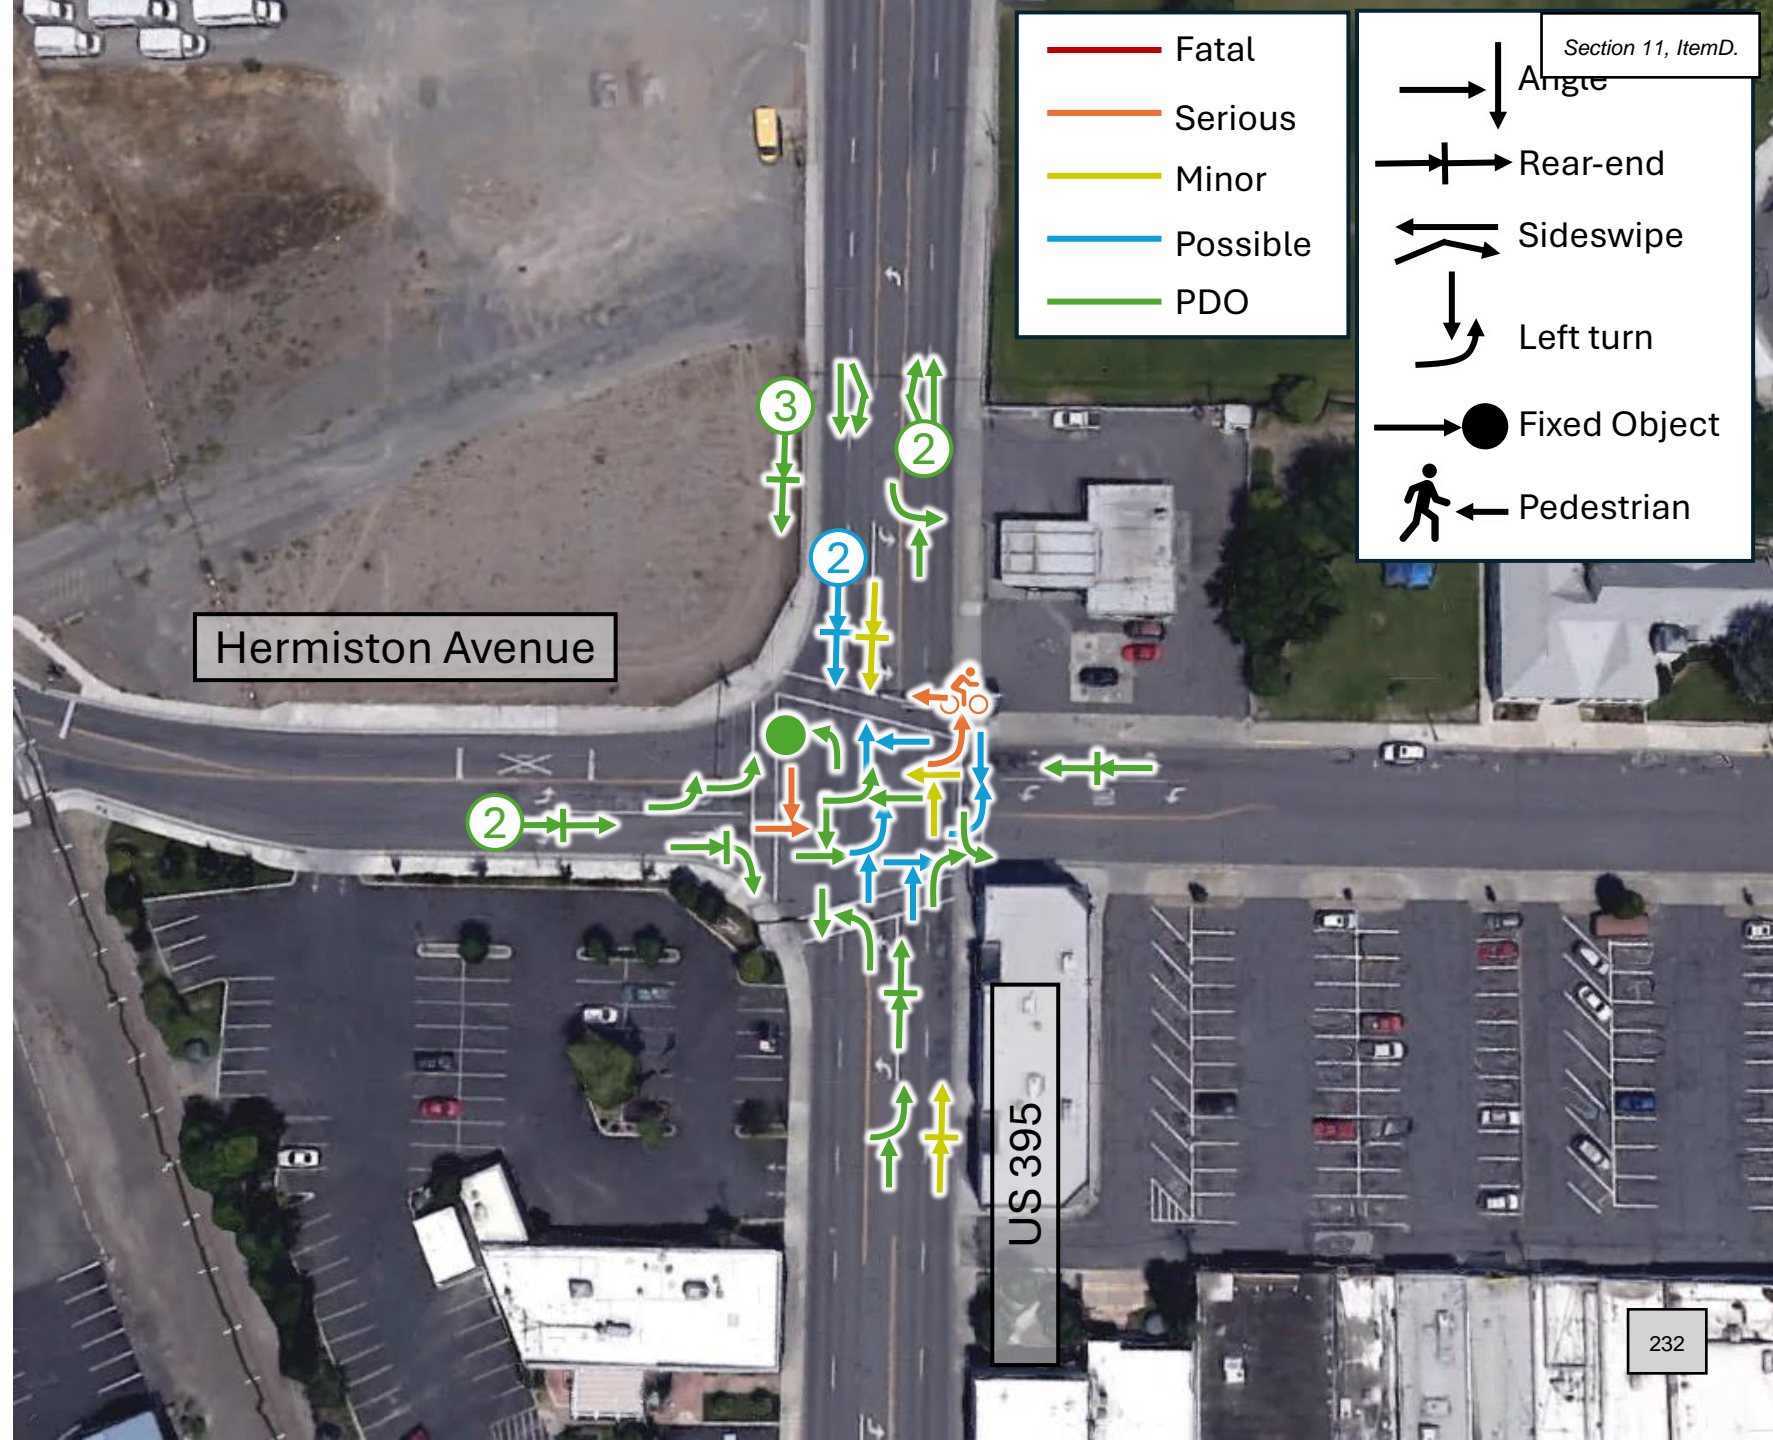 Section 11, ItemD.
Fatal
Serious
Minor
Possible
PDO
Angle
Rear-end
Sideswipe
Left turn
Fixed Object
Pedestrian
3
2
2
Hermiston Avenue
2
US 395
232